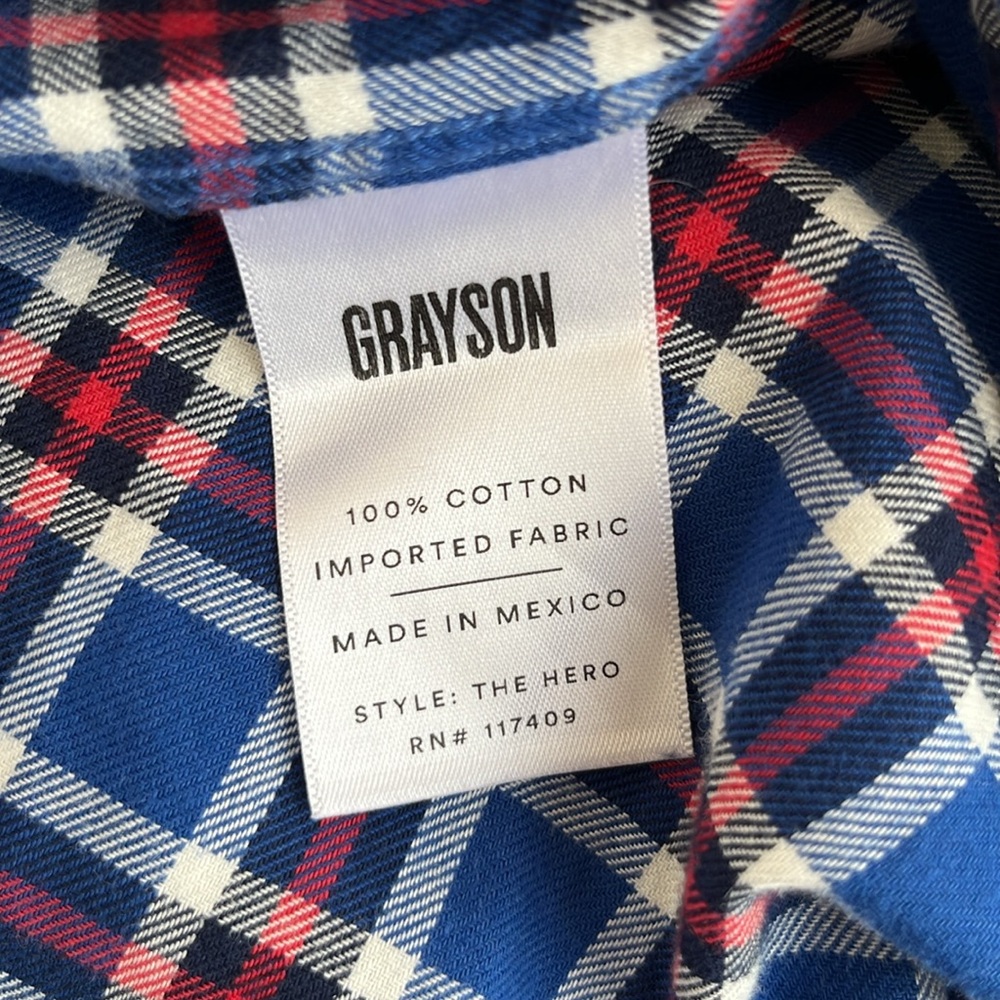 GRAYSON
100% COTTON
IMPORTED FABRIC
MADE IN MEXICO
STYLE: THE HERO
RN# 117409